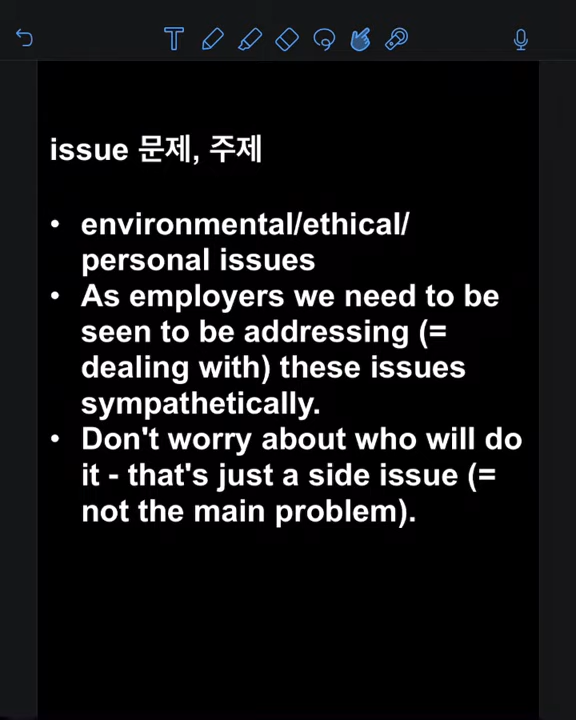 issue 문제, 주제
• environmental/ethical/
personal issues
• As employers we need to be
seen to be addressing (=
dealing with) these issues
sympathetically.
• Don't worry about who will do
it - that's just a side issue (=
not the main problem).